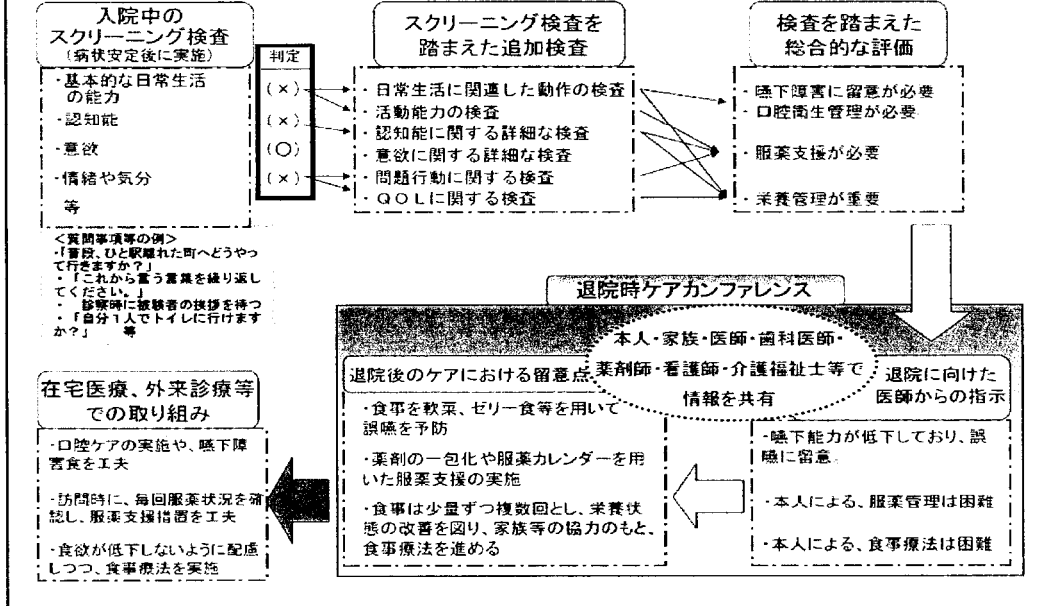 入院中の
スクリーニング検査
(病状安定後に実施)
・基本的な日常生活
の能力
・認知能
・意欲
・情緒や気分
等
判定
(×)
(×)
(○)
(×)
スクリーニング検査を
踏まえた追加検査
・日常生活に関連した動作の検査
・活動能力の検査
・認知能に関する詳細な検査
・意欲に関する詳細な検査
・問題行動に関する検査
・QOLに関する検査
検査を踏まえた
総合的な評価
・嚥下障害に留意が必要
・口腔衛生管理が必要
・服薬支援が必要
・栄養管理が重要
<質問事項等の例>
・「普段、ひと駅離れた町へどうやっ
て行きますか?」
・「これから言う言葉を繰り返し
てください。」
・ 診察時に被験者の挨拶を待つ
・「自分1人でトイレに行けます
か?」 等
退院時ケアカンファレンス
本人・家族・医師・歯科医師・
薬剤師・看護師・介護福祉士等で
情報を共有
退院に向けた
医師からの指示
・嚥下能力が低下しており、誤
嚥に留意
・本人による、服薬管理は困難
・本人による、食事療法は困難
退院後のケアにおける留意点
・食事を軟菜、ゼリー食等を用いて
誤嚥を予防
・薬剤の一包化や服薬カレンダーを用
いた服薬支援の実施
・食事は少量ずつ複数回とし、栄養状
態の改善を図り、家族等の協力のもと、
食事療法を進める
在宅医療、外来診療等
での取り組み
・口腔ケアの実施や、嚥下障
害食を工夫
・訪問時に、毎回服薬状況を確
認し、服薬支援措置を工夫
・食欲が低下しないように配慮
しつつ、食事療法を実施